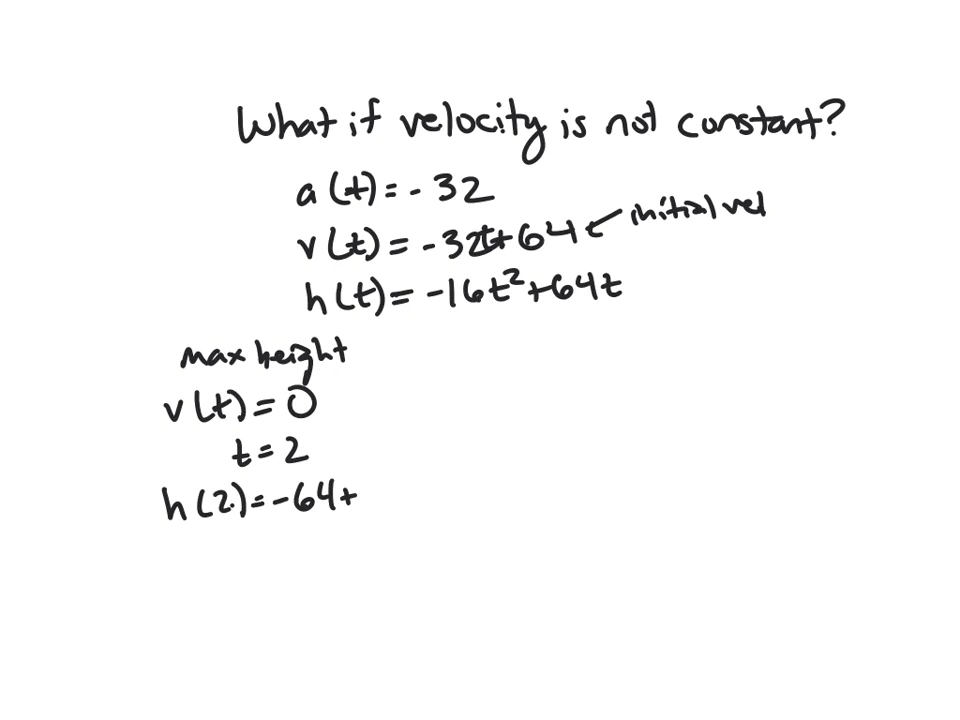 What if velocity is not constant?
a(t) = -32
v(t) = -32t+64 ← initial vel
h(t) = -16t²+64t
max height
v(t) = 0
t = 2
h(2) = -64+